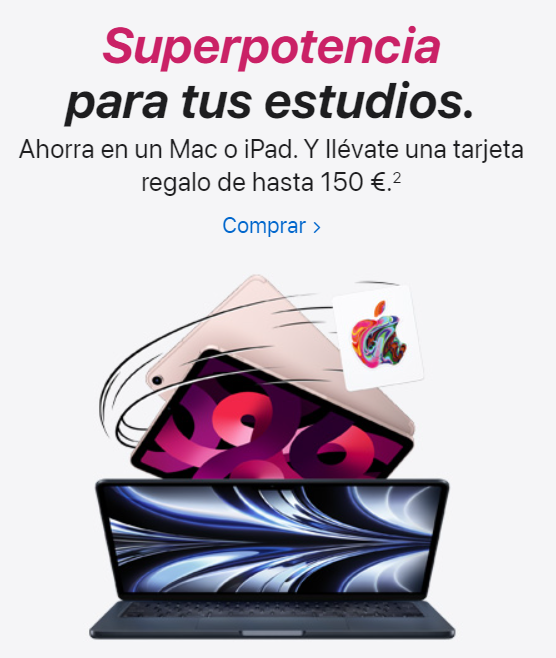 Superpotencia
para tus estudios.
Ahorra en un Mac o iPad. Y llévate una tarjeta
regalo de hasta 150 €.²
Comprar >